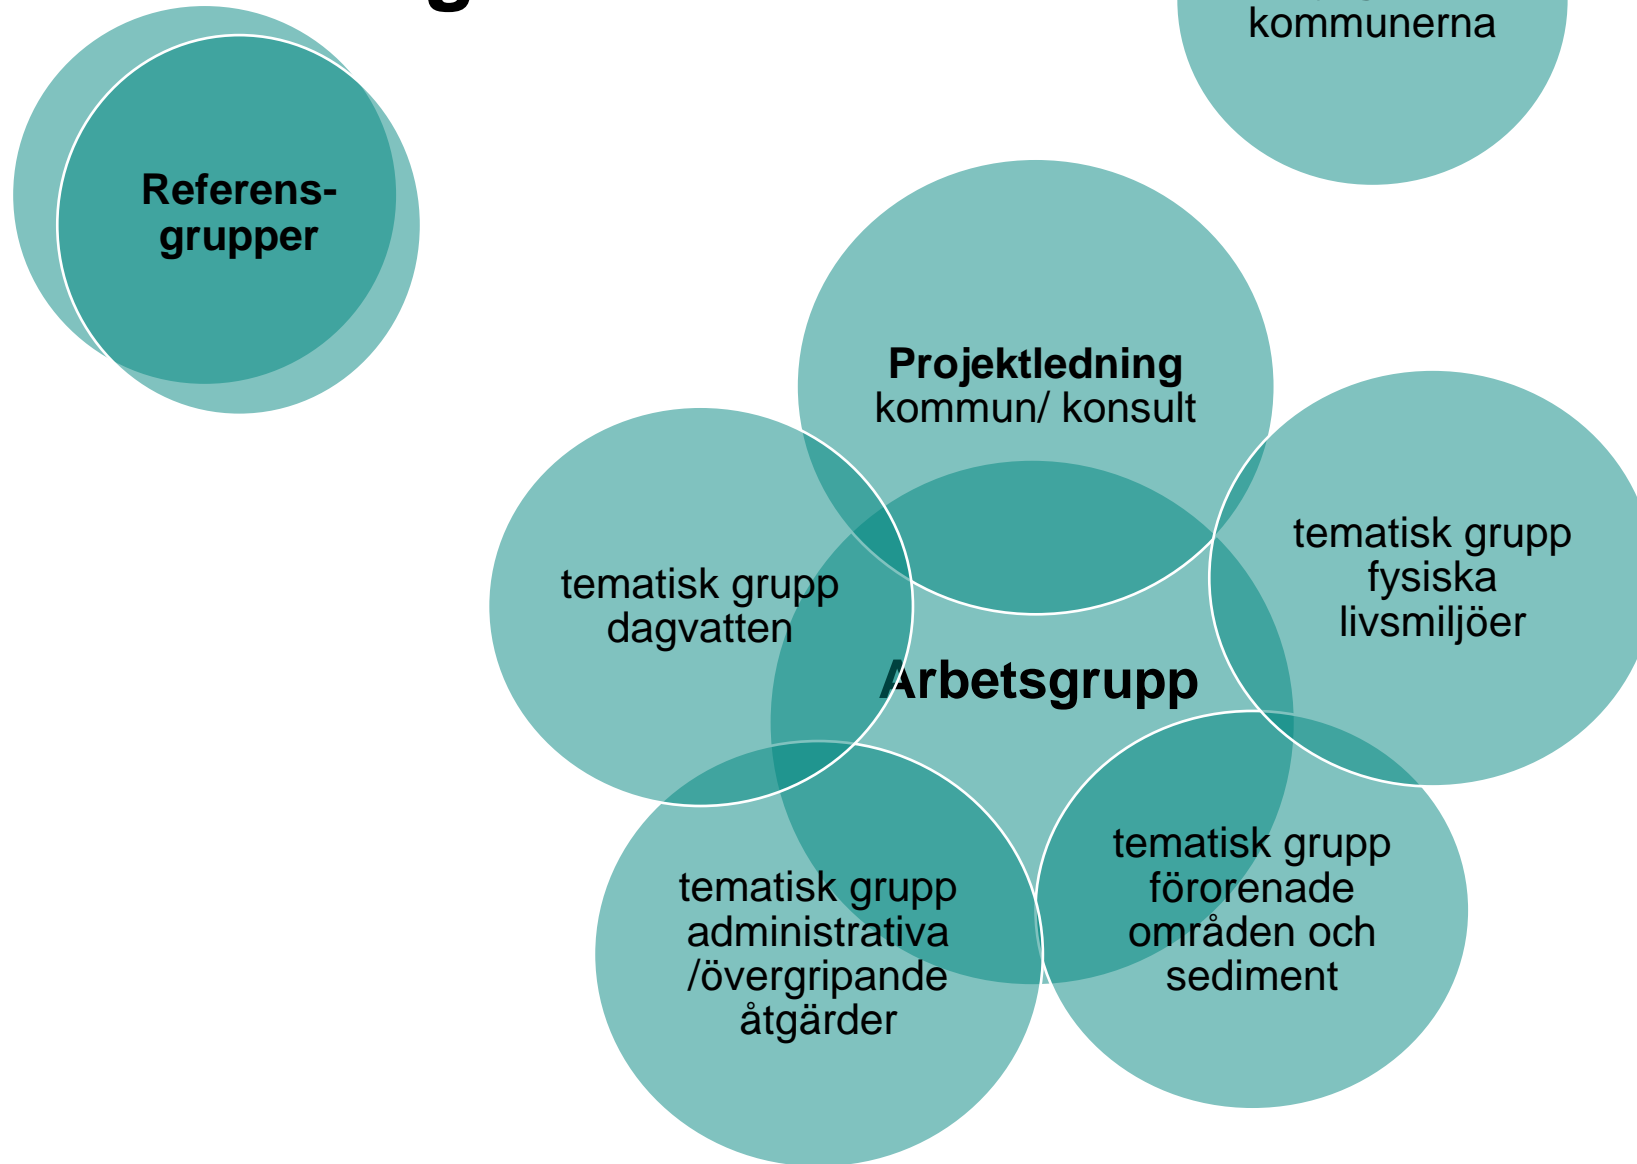 kommunerna
Referens-
grupper
Projektledning
kommun/ konsult
tematisk grupp
fysiska
livsmiljöer
tematisk grupp
dagvatten
Arbetsgrupp
tematisk grupp
förorenade
områden och
sediment
tematisk grupp
administrativa
/övergripande
åtgärder